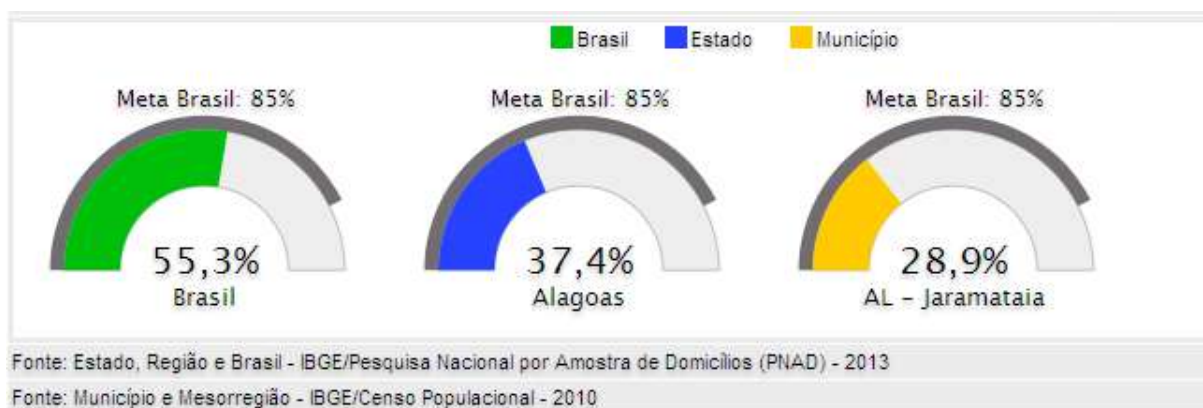 Brasil Estado Município
Meta Brasil: 85% Meta Brasil: 85% Meta Brasil: 85%
55,3% 37,4% 28,9%
Brasil Alagoas AL - Jaramataia
Fonte: Estado, Região e Brasil - IBGE/Pesquisa Nacional por Amostra de Domicílios (PNAD) - 2013
Fonte: Município e Mesorregião - IBGE/Censo Populacional - 2010